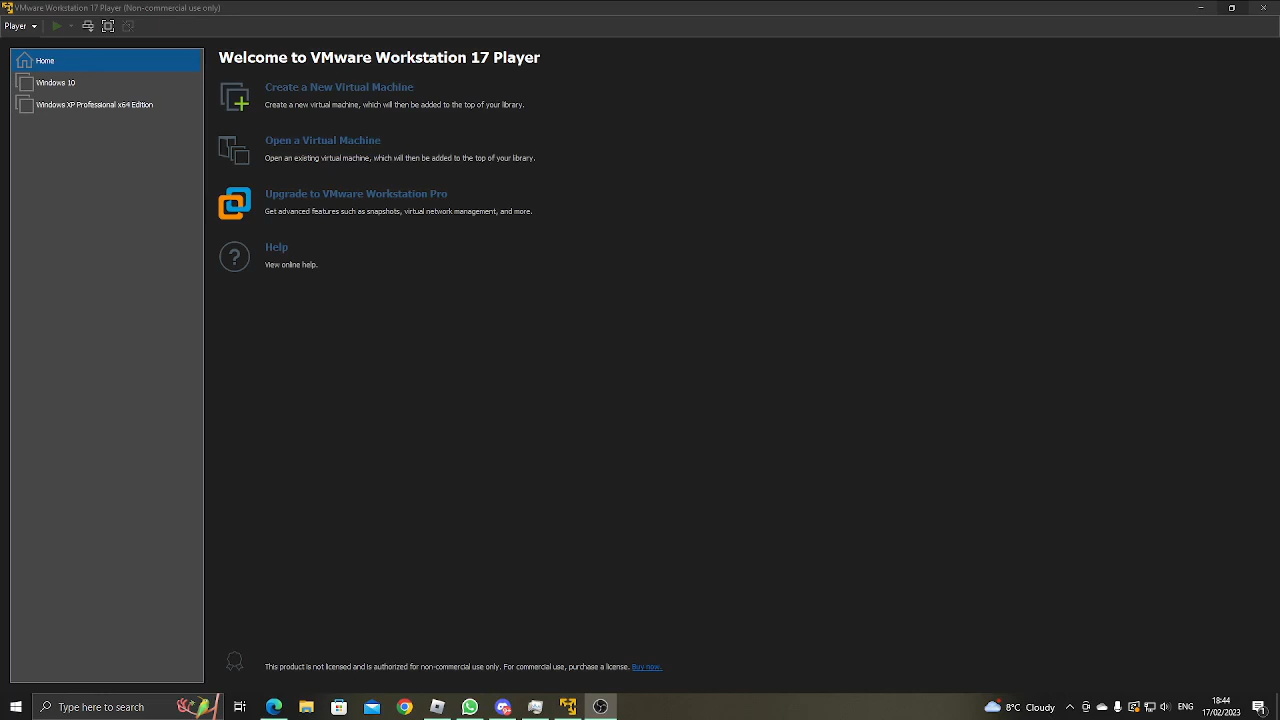 VMware Workstation 17 Player (Non-commercial use only)
Player
Home
Windows 10
Windows XP Professional x64 Edition
Welcome to VMware Workstation 17 Player
Create a New Virtual Machine
Create a new virtual machine, which will then be added to the top of your library.
Open a Virtual Machine
Open an existing virtual machine, which will then be added to the top of your library.
Upgrade to VMware Workstation Pro
Get advanced features such as snapshots, virtual network management, and more.
Help
View online help.
This product is not licensed and is authorized for non-commercial use only. For commercial use, purchase a license. Buy now.
Type here to search
8°C Cloudy
ENG
18:44
17/02/2023